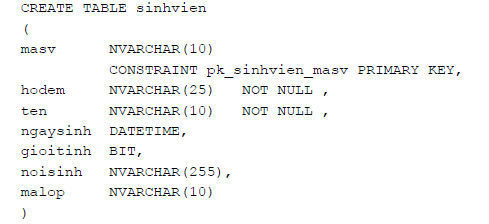 CREATE TABLE sinhvien
(
masv NVARCHAR(10)
CONSTRAINT pk_sinhvien_masv PRIMARY KEY,
hodem NVARCHAR(25) NOT NULL ,
ten NVARCHAR(10) NOT NULL ,
ngaysinh DATETIME,
gioitinh BIT,
noisinh NVARCHAR(255),
malop NVARCHAR(10)
)